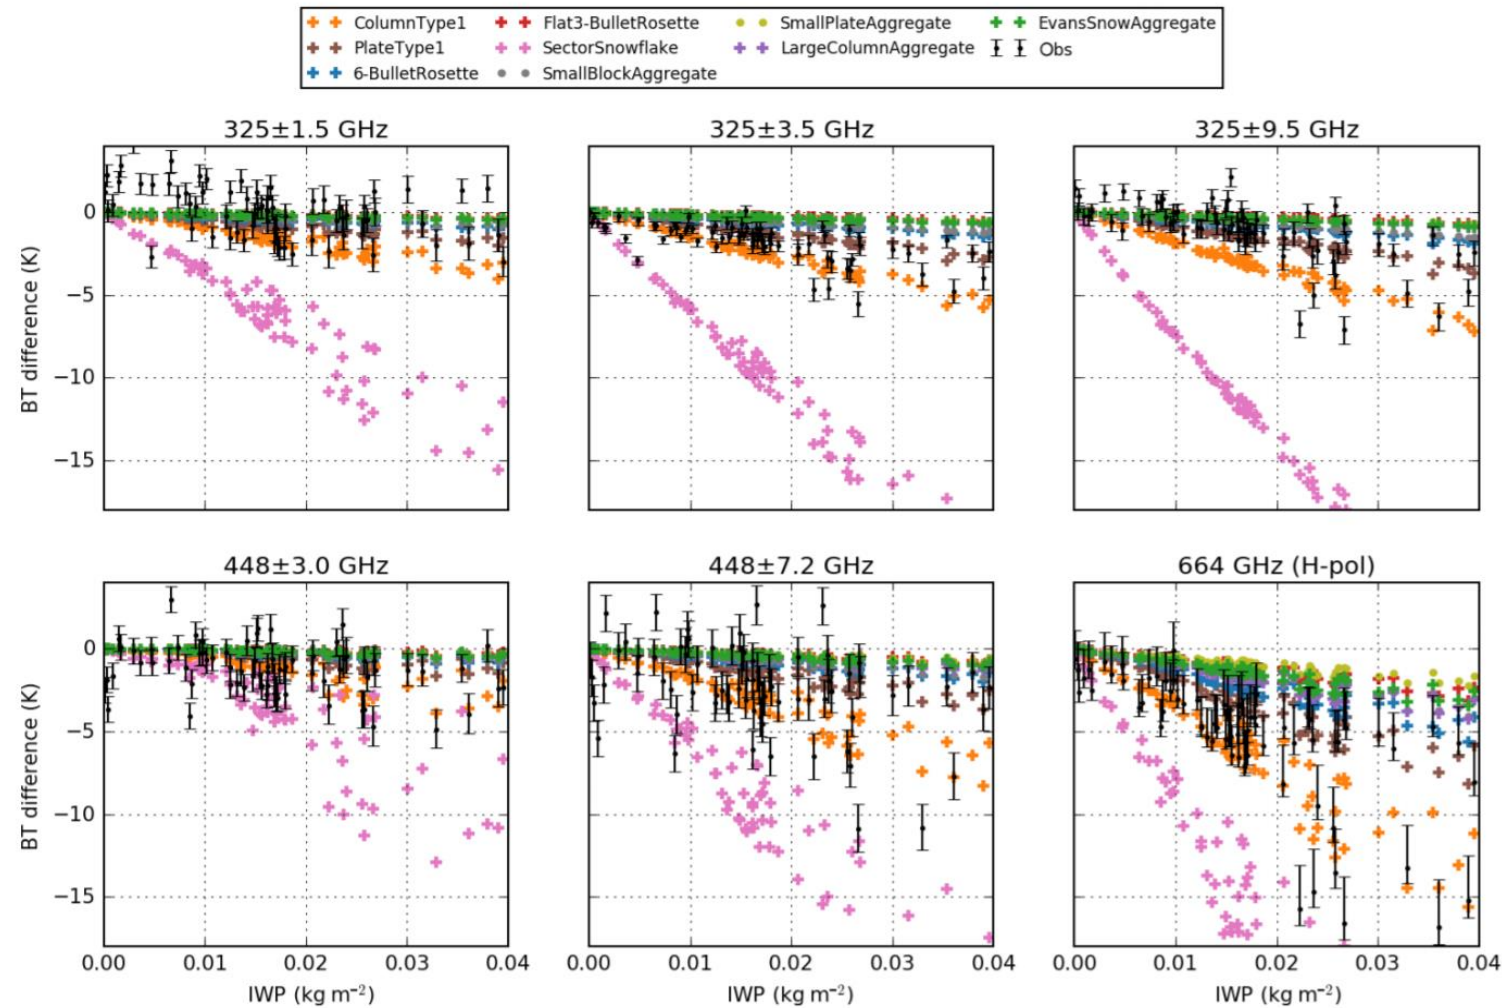 ColumnType1 Flat3-BulletRosette SmallPlateAggregate EvansSnowAggregate
PlateType1 SectorSnowflake LargeColumnAggregate Obs
6-BulletRosette SmallBlockAggregate
325±1.5 GHz 325±3.5 GHz 325±9.5 GHz
0
−5
−10
−15
BT difference (K)
448±3.0 GHz 448±7.2 GHz 664 GHz (H-pol)
0
−5
−10
−15
BT difference (K)
0.00 0.01 0.02 0.03 0.04 0.00 0.01 0.02 0.03 0.04 0.00 0.01 0.02 0.03 0.04
IWP (kg m⁻²) IWP (kg m⁻²) IWP (kg m⁻²)